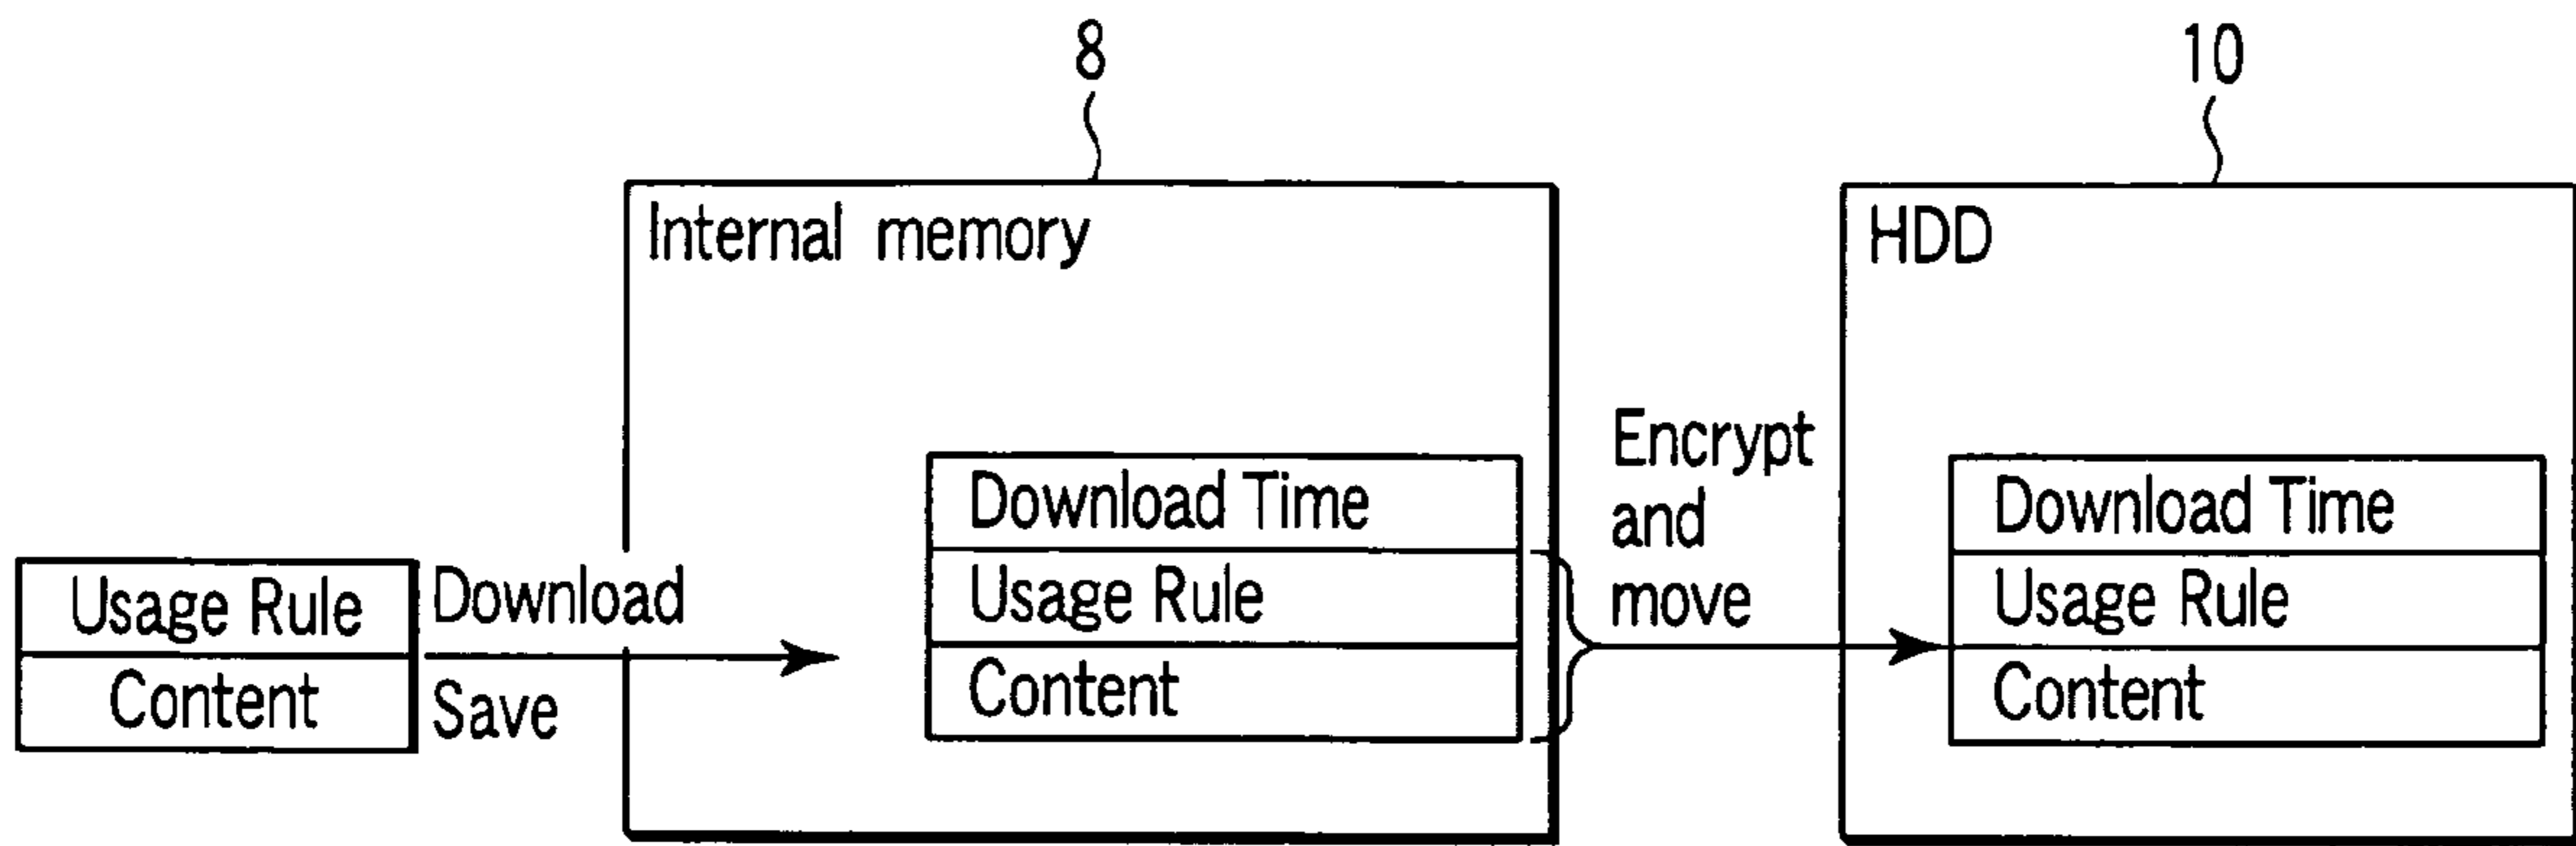 8
10
Internal memory
HDD
Usage Rule
Content
Download
Save
Download Time
Usage Rule
Content
Encrypt
and
move
Download Time
Usage Rule
Content